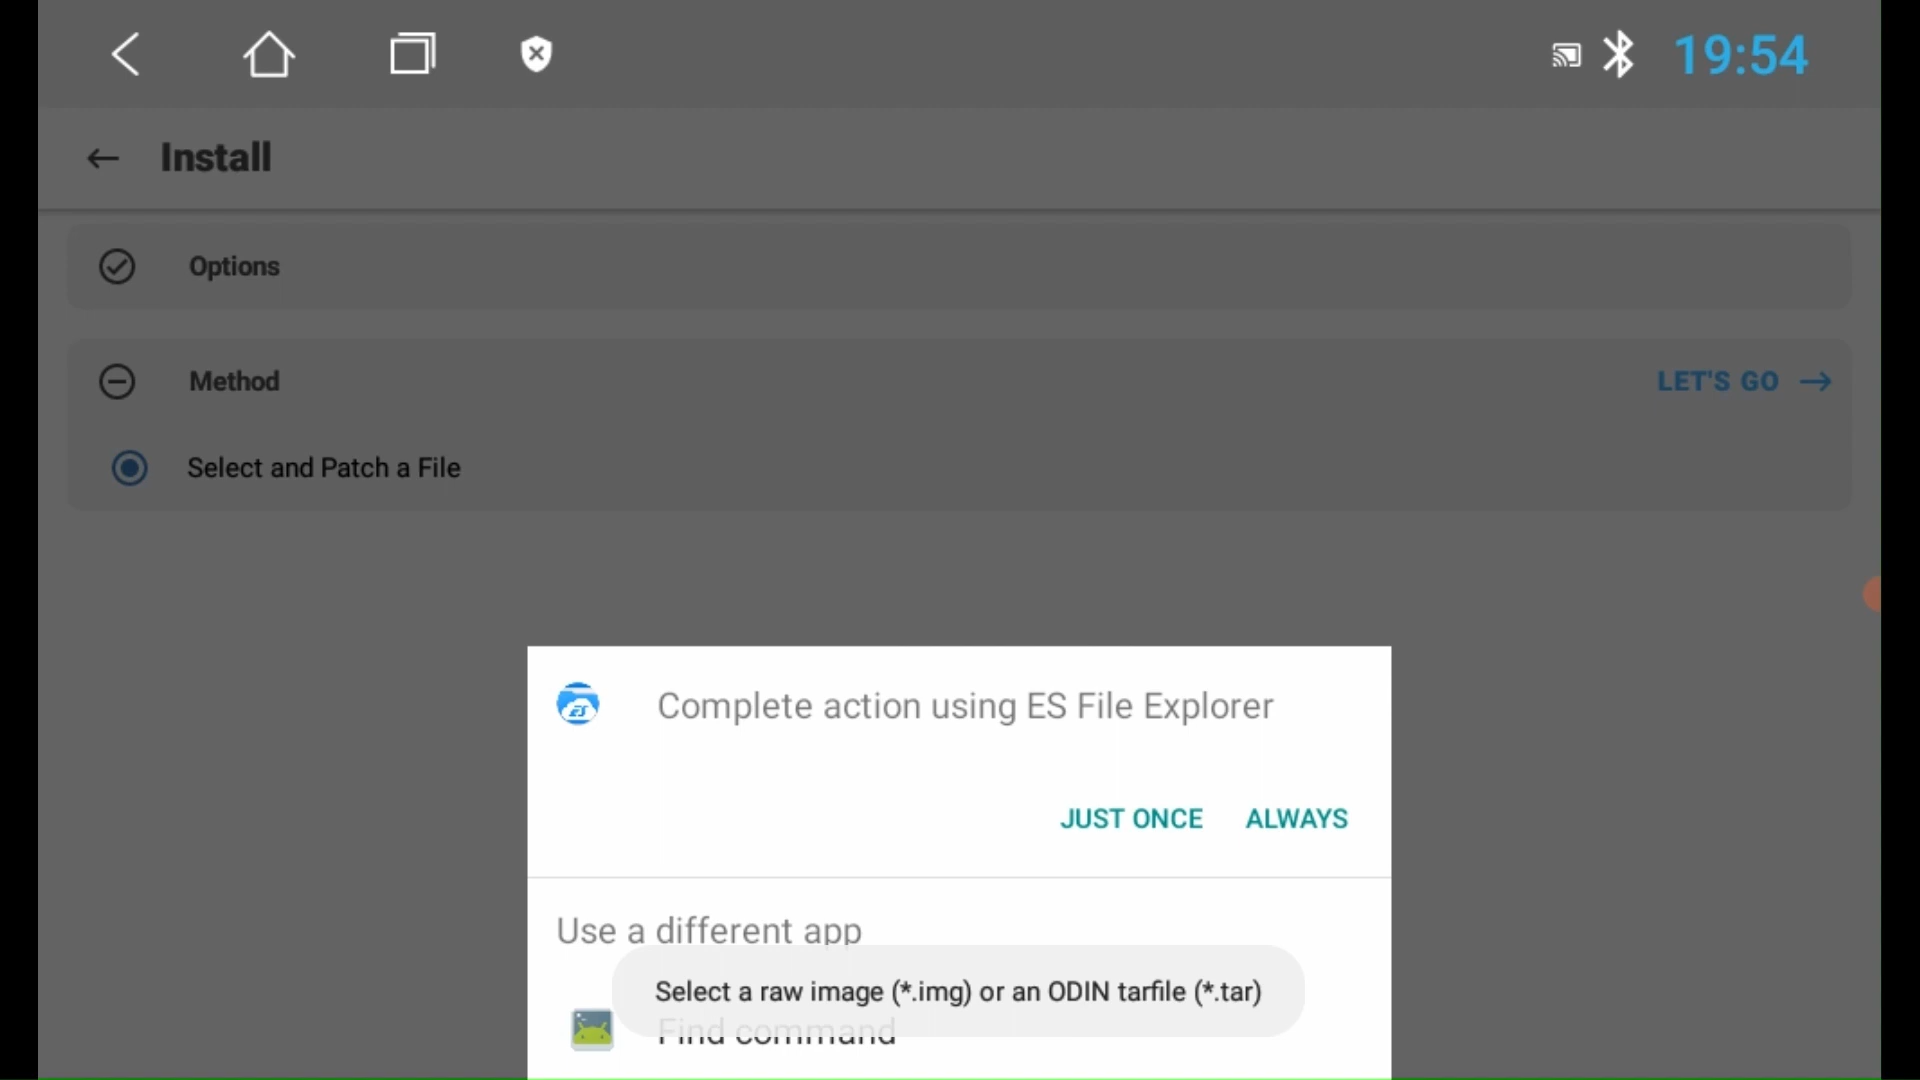 19:54
Install
Options
Method
LET'S GO
Select and Patch a File
Complete action using ES File Explorer
JUST ONCE
ALWAYS
Use a different app
Select a raw image (*.img) or an ODIN tarfile (*.tar)
Find command